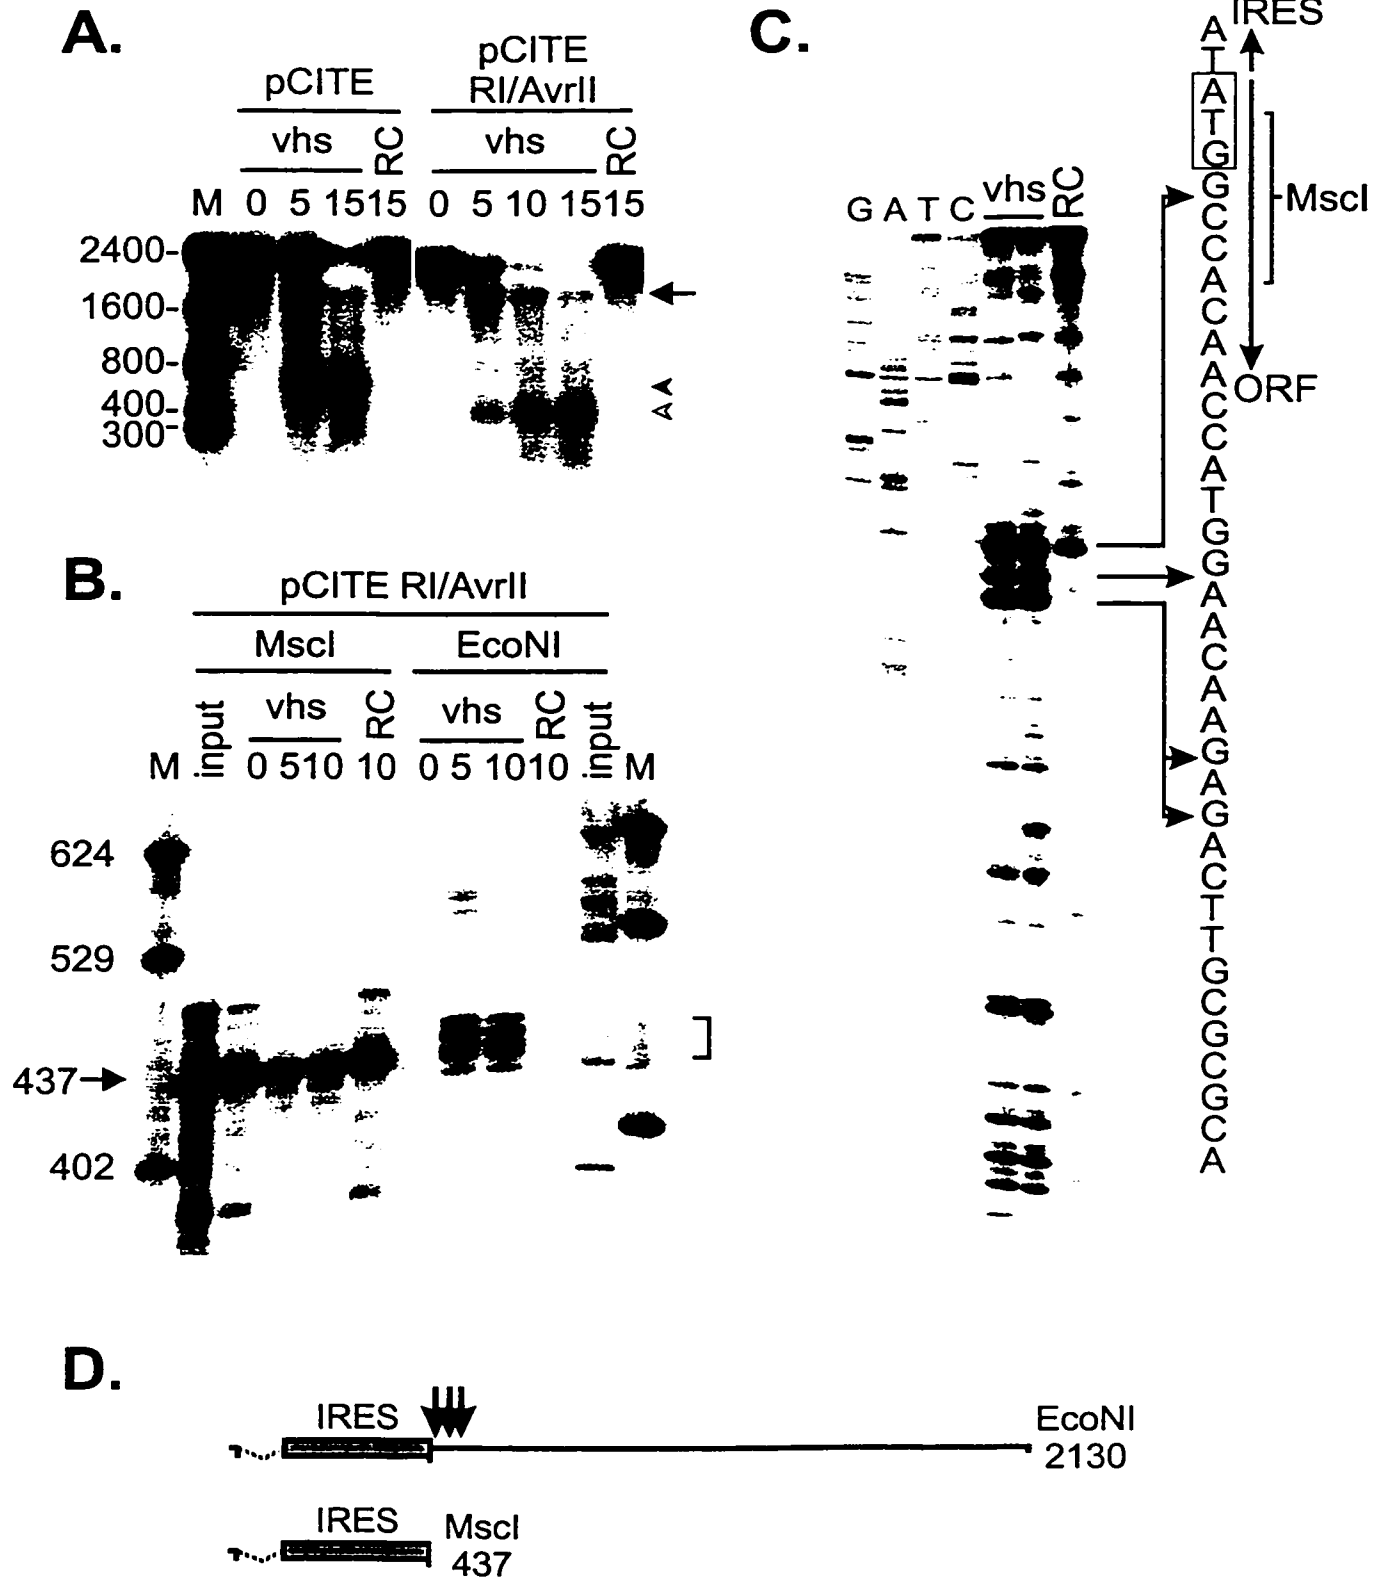 A.
pCITE
pCITE RI/AvrII
vhs
RC
vhs
RC
M 0 5 15 15 0 5 10 15 15
2400-
1600-
800-
400-
300-
B.
pCITE RI/AvrII
MscI
EcoNI
input
vhs
RC
vhs
RC
input
M 0 5 10 10 0 5 10 10 M
624
529
437
402
C.
G A T C
vhs
RC
IRES
A
T
A
T
G
G
C
C
A
C
A
A
C
C
A
T
G
G
A
A
C
A
A
G
A
G
A
C
T
T
G
C
G
C
G
C
A
MscI
ORF
D.
IRES
EcoNI
2130
IRES
MscI
437